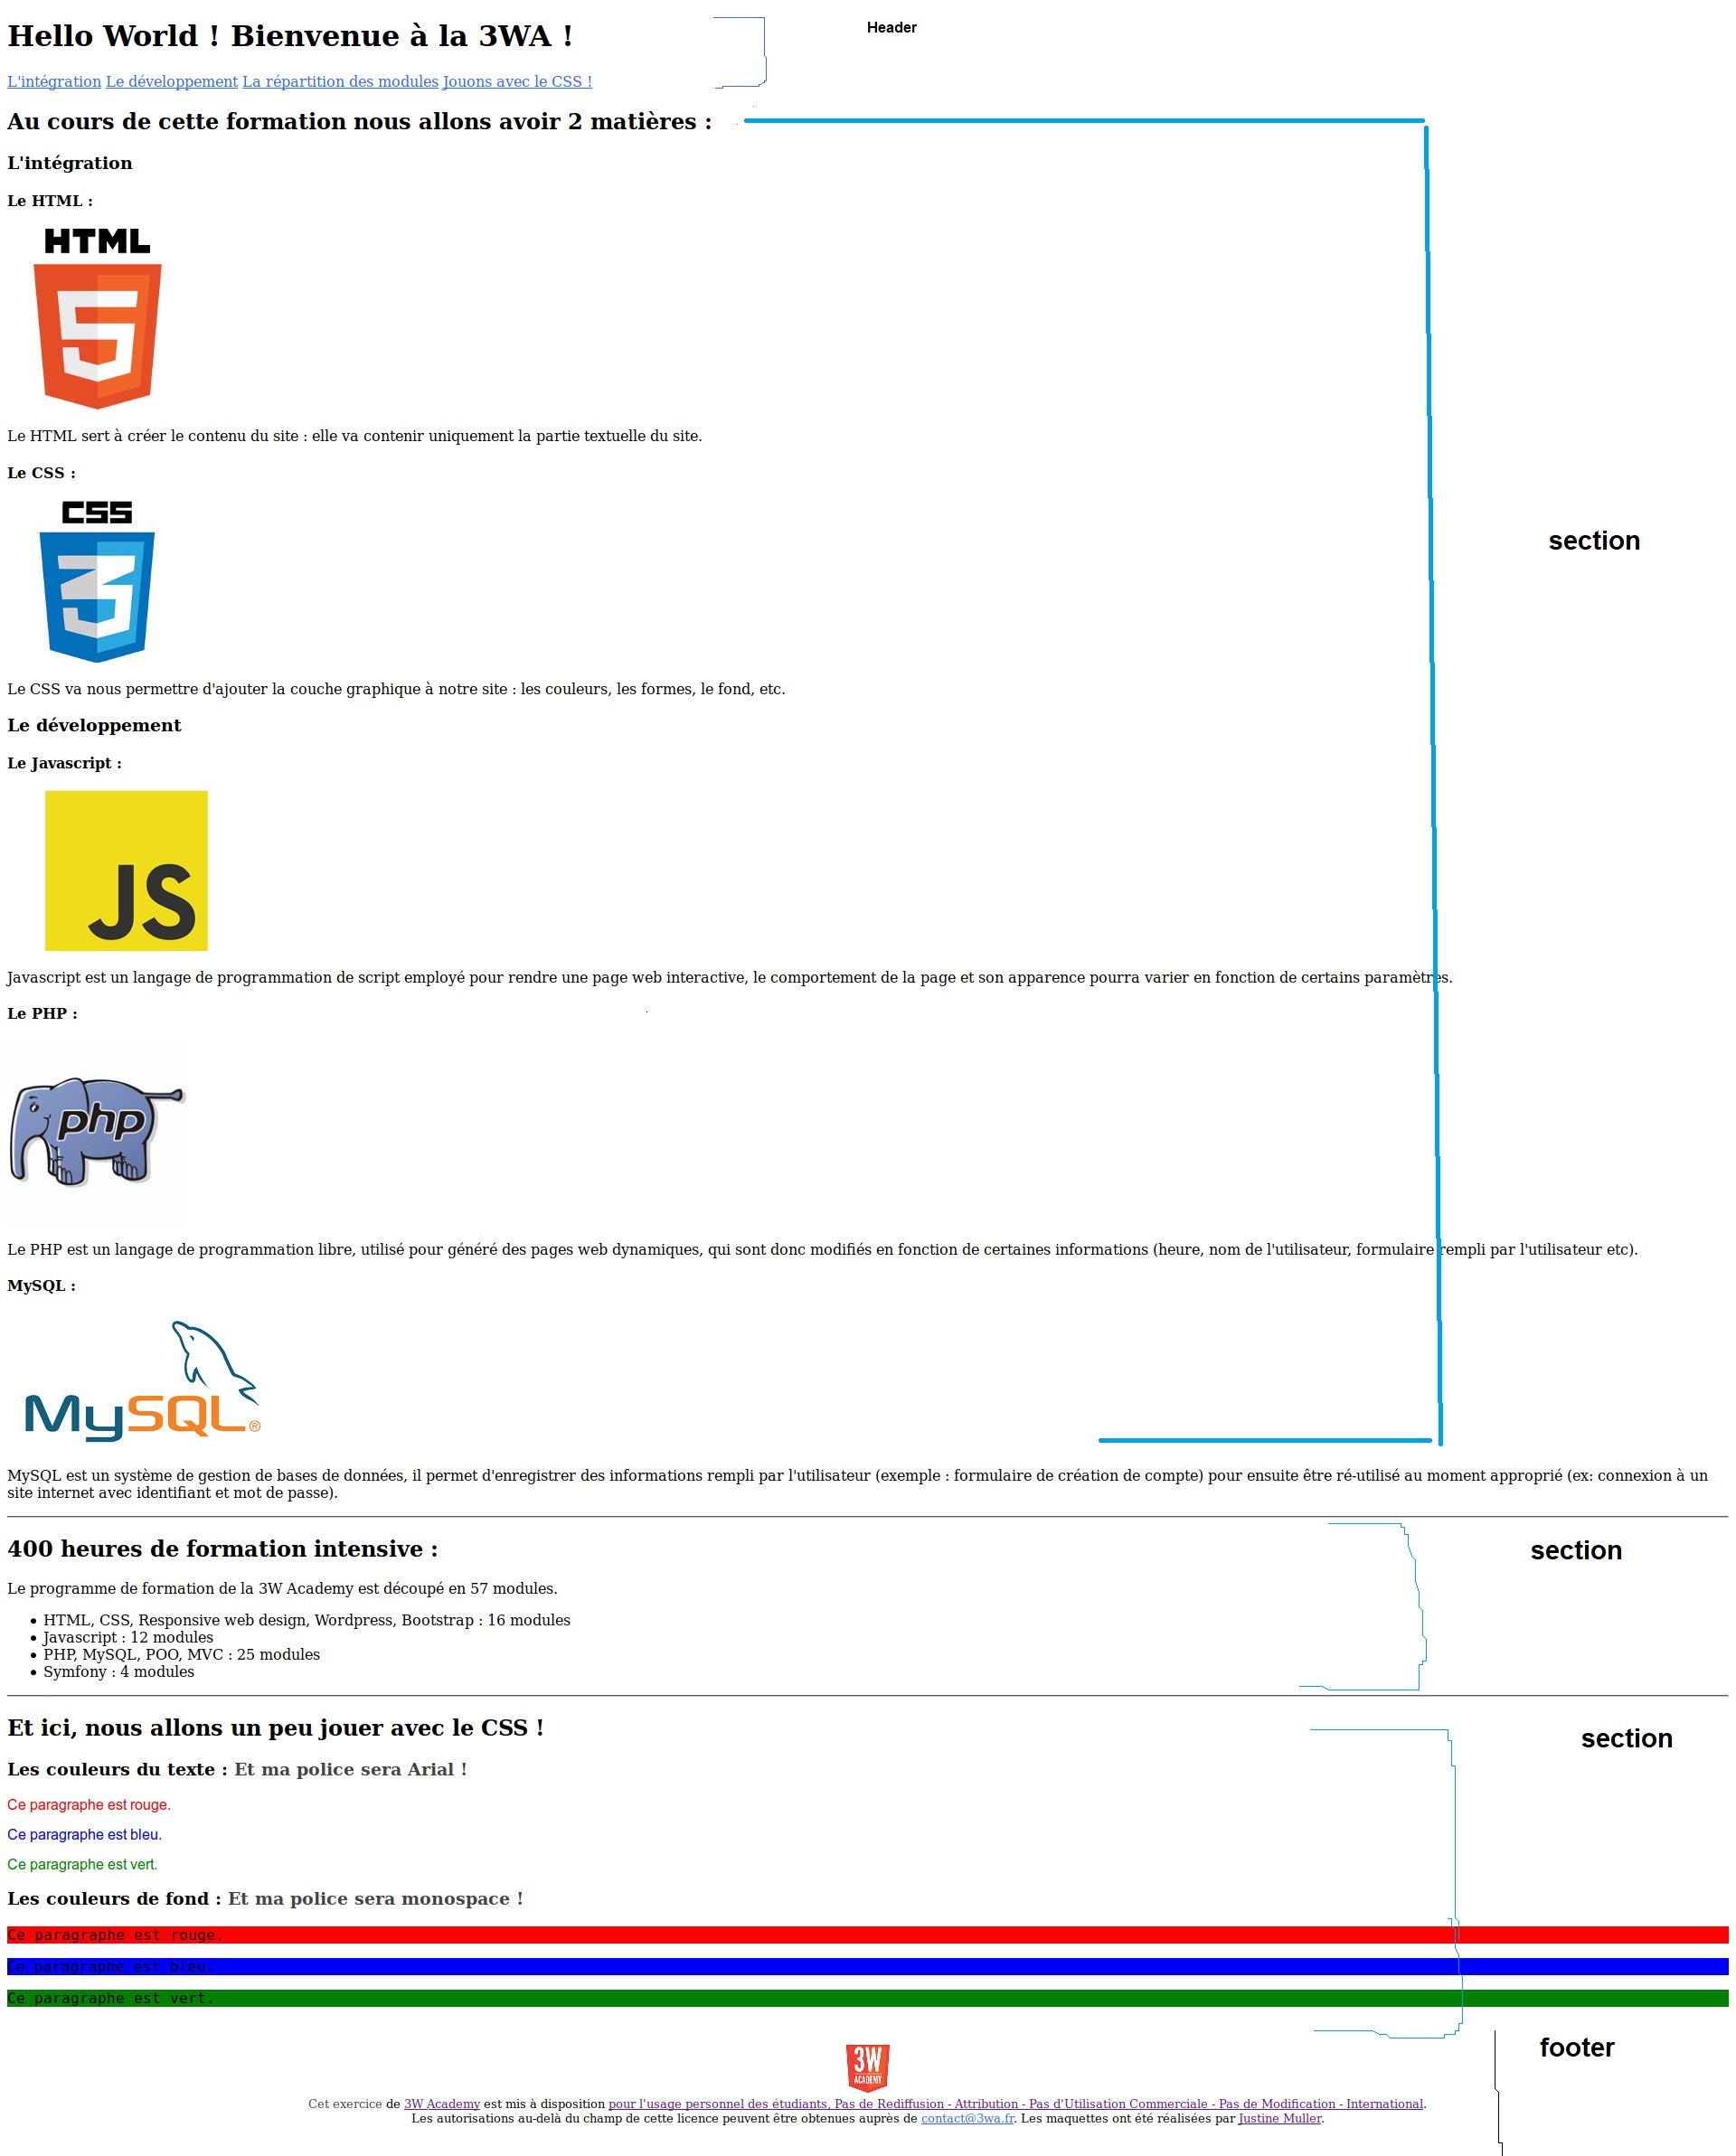 Hello World ! Bienvenue à la 3WA !
Header
L'intégration Le développement La répartition des modules Jouons avec le CSS !
Au cours de cette formation nous allons avoir 2 matières :
L'intégration
Le HTML :
HTML
5
Le HTML sert à créer le contenu du site : elle va contenir uniquement la partie textuelle du site.
Le CSS :
CSS
3
section
Le CSS va nous permettre d'ajouter la couche graphique à notre site : les couleurs, les formes, le fond, etc.
Le développement
Le Javascript :
JS
Javascript est un langage de programmation de script employé pour rendre une page web interactive, le comportement de la page et son apparence pourra varier en fonction de certains paramètres.
Le PHP :
php
Le PHP est un langage de programmation libre, utilisé pour généré des pages web dynamiques, qui sont donc modifiés en fonction de certaines informations (heure, nom de l'utilisateur, formulaire rempli par l'utilisateur etc).
MySQL :
MySQL®
MySQL est un système de gestion de bases de données, il permet d'enregistrer des informations rempli par l'utilisateur (exemple : formulaire de création de compte) pour ensuite être ré-utilisé au moment approprié (ex: connexion à un
site internet avec identifiant et mot de passe).
400 heures de formation intensive :
section
Le programme de formation de la 3W Academy est découpé en 57 modules.
• HTML, CSS, Responsive web design, Wordpress, Bootstrap : 16 modules
• Javascript : 12 modules
• PHP, MySQL, POO, MVC : 25 modules
• Symfony : 4 modules
Et ici, nous allons un peu jouer avec le CSS !
section
Les couleurs du texte : Et ma police sera Arial !
Ce paragraphe est rouge.
Ce paragraphe est bleu.
Ce paragraphe est vert.
Les couleurs de fond : Et ma police sera monospace !
Ce paragraphe est rouge.
Ce paragraphe est bleu.
Ce paragraphe est vert.
footer
3W
ACADEMY
Cet exercice de 3W Academy est mis à disposition pour l'usage personnel des étudiants, Pas de Rediffusion - Attribution - Pas d'Utilisation Commerciale - Pas de Modification - International.
Les autorisations au-delà du champ de cette licence peuvent être obtenues auprès de contact@3wa.fr. Les maquettes ont été réalisées par Justine Muller.